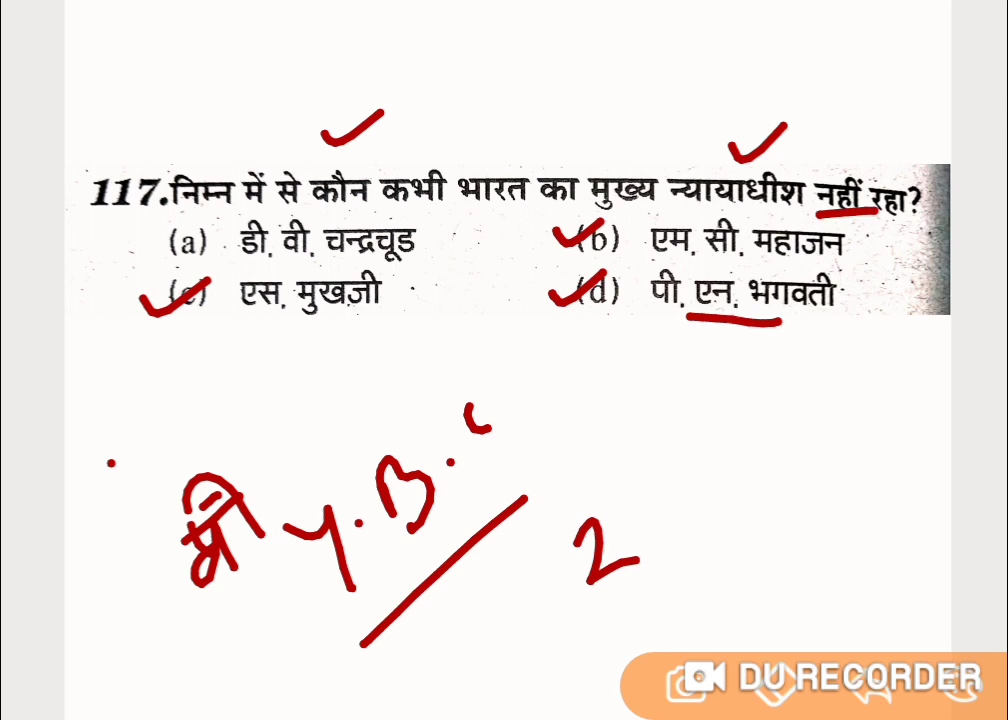 117.निम्न में से कौन कभी भारत का मुख्य न्यायाधीश नहीं रहा?
(a) डी. वी. चन्द्रचूड (b) एम. सी. महाजन
(c) एस. मुखर्जी (d) पी. एन. भगवती
Y. B. C
2
DU RECORDER